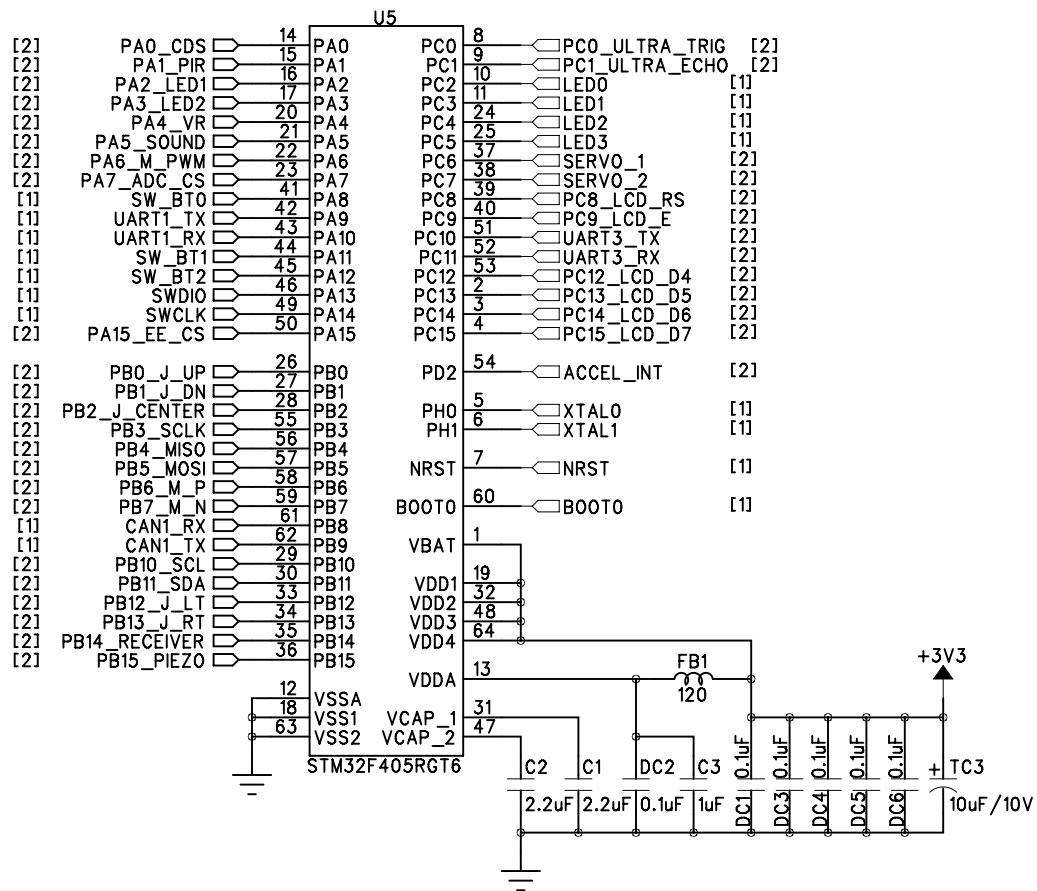 U5
[2] PA0_CDS 14 PA0 PC0 8 PC0_ULTRA_TRIG [2]
[2] PA1_PIR 15 PA1 PC1 9 PC1_ULTRA_ECHO [2]
[2] PA2_LED1 16 PA2 PC2 10 LED0 [1]
[2] PA3_LED2 17 PA3 PC3 11 LED1 [1]
[2] PA4_VR 20 PA4 PC4 24 LED2 [1]
[2] PA5_SOUND 21 PA5 PC5 25 LED3 [1]
[2] PA6_M_PWM 22 PA6 PC6 37 SERVO_1 [2]
[2] PA7_ADC_CS 23 PA7 PC7 38 SERVO_2 [2]
[1] SW_BT0 41 PA8 PC8 39 PC8_LCD_RS [2]
[1] UART1_TX 42 PA9 PC9 40 PC9_LCD_E [2]
[1] UART1_RX 43 PA10 PC10 51 UART3_TX [2]
[1] SW_BT1 44 PA11 PC11 52 UART3_RX [2]
[1] SW_BT2 45 PA12 PC12 53 PC12_LCD_D4 [2]
[1] SWDIO 46 PA13 PC13 2 PC13_LCD_D5 [2]
[1] SWCLK 49 PA14 PC14 3 PC14_LCD_D6 [2]
[2] PA15_EE_CS 50 PA15 PC15 4 PC15_LCD_D7 [2]
[2] PB0_J_UP 26 PB0 PD2 54 ACCEL_INT [2]
[2] PB1_J_DN 27 PB1
[2] PB2_J_CENTER 28 PB2 PH0 5 XTAL0 [1]
[2] PB3_SCLK 55 PB3 PH1 6 XTAL1 [1]
[2] PB4_MISO 56 PB4
[2] PB5_MOSI 57 PB5 NRST 7 NRST [1]
[2] PB6_M_P 58 PB6
[2] PB7_M_N 59 PB7 BOOT0 60 BOOT0 [1]
[1] CAN1_RX 61 PB8
[1] CAN1_TX 62 PB9 VBAT 1
[2] PB10_SCL 29 PB10
[2] PB11_SDA 30 PB11 VDD1 19
[2] PB12_J_LT 33 PB12 VDD2 32
[2] PB13_J_RT 34 PB13 VDD3 48
[2] PB14_RECEIVER 35 PB14 VDD4 64
[2] PB15_PIEZO 36 PB15
VDDA 13 FB1 +3V3
120
12 VSSA
18 VSS1 VCAP_1 31
63 VSS2 VCAP_2 47
STM32F405RGT6
C2 C1 DC2 C3 0.1uF 0.1uF 0.1uF 0.1uF 0.1uF + TC3
2.2uF 2.2uF 0.1uF 1uF DC1 DC3 DC4 DC5 DC6 10uF/10V